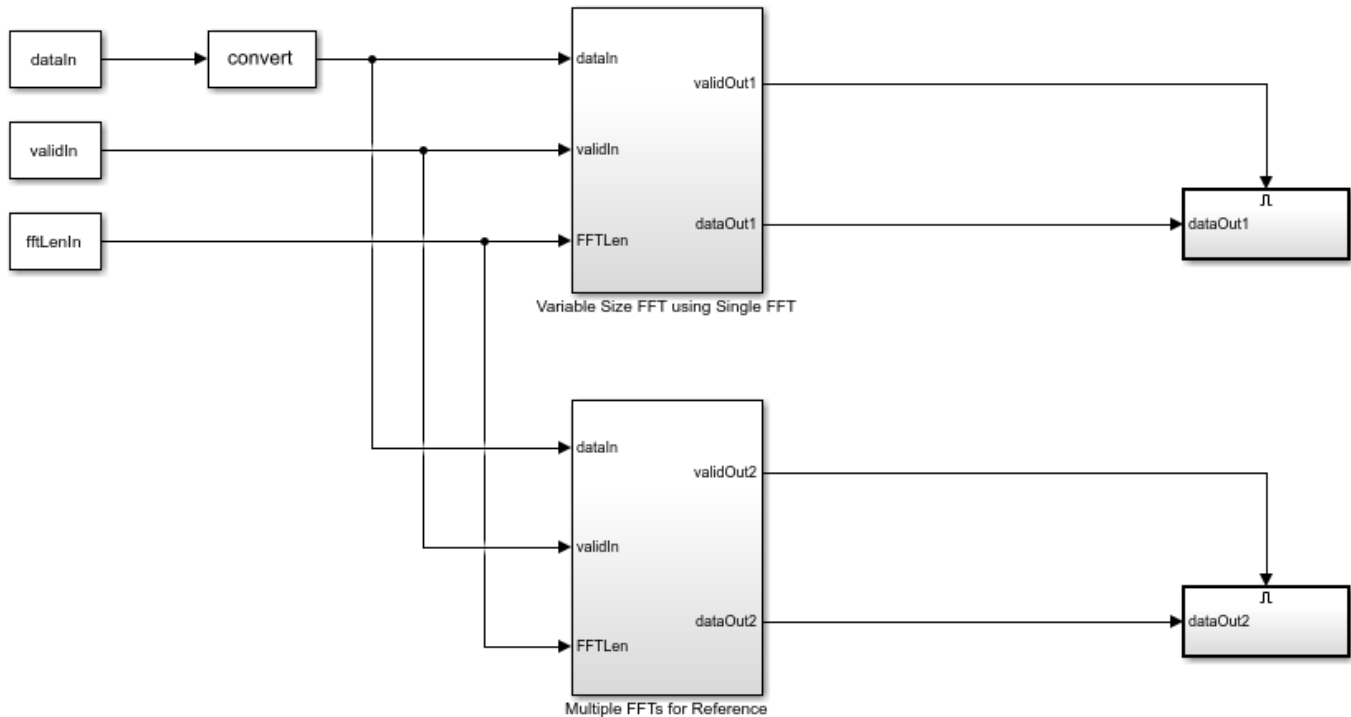 dataIn
convert
validIn
fftLenIn
dataIn
validIn
FFTLen
validOut1
dataOut1
Variable Size FFT using Single FFT
dataOut1
dataIn
validIn
FFTLen
validOut2
dataOut2
Multiple FFTs for Reference
dataOut2